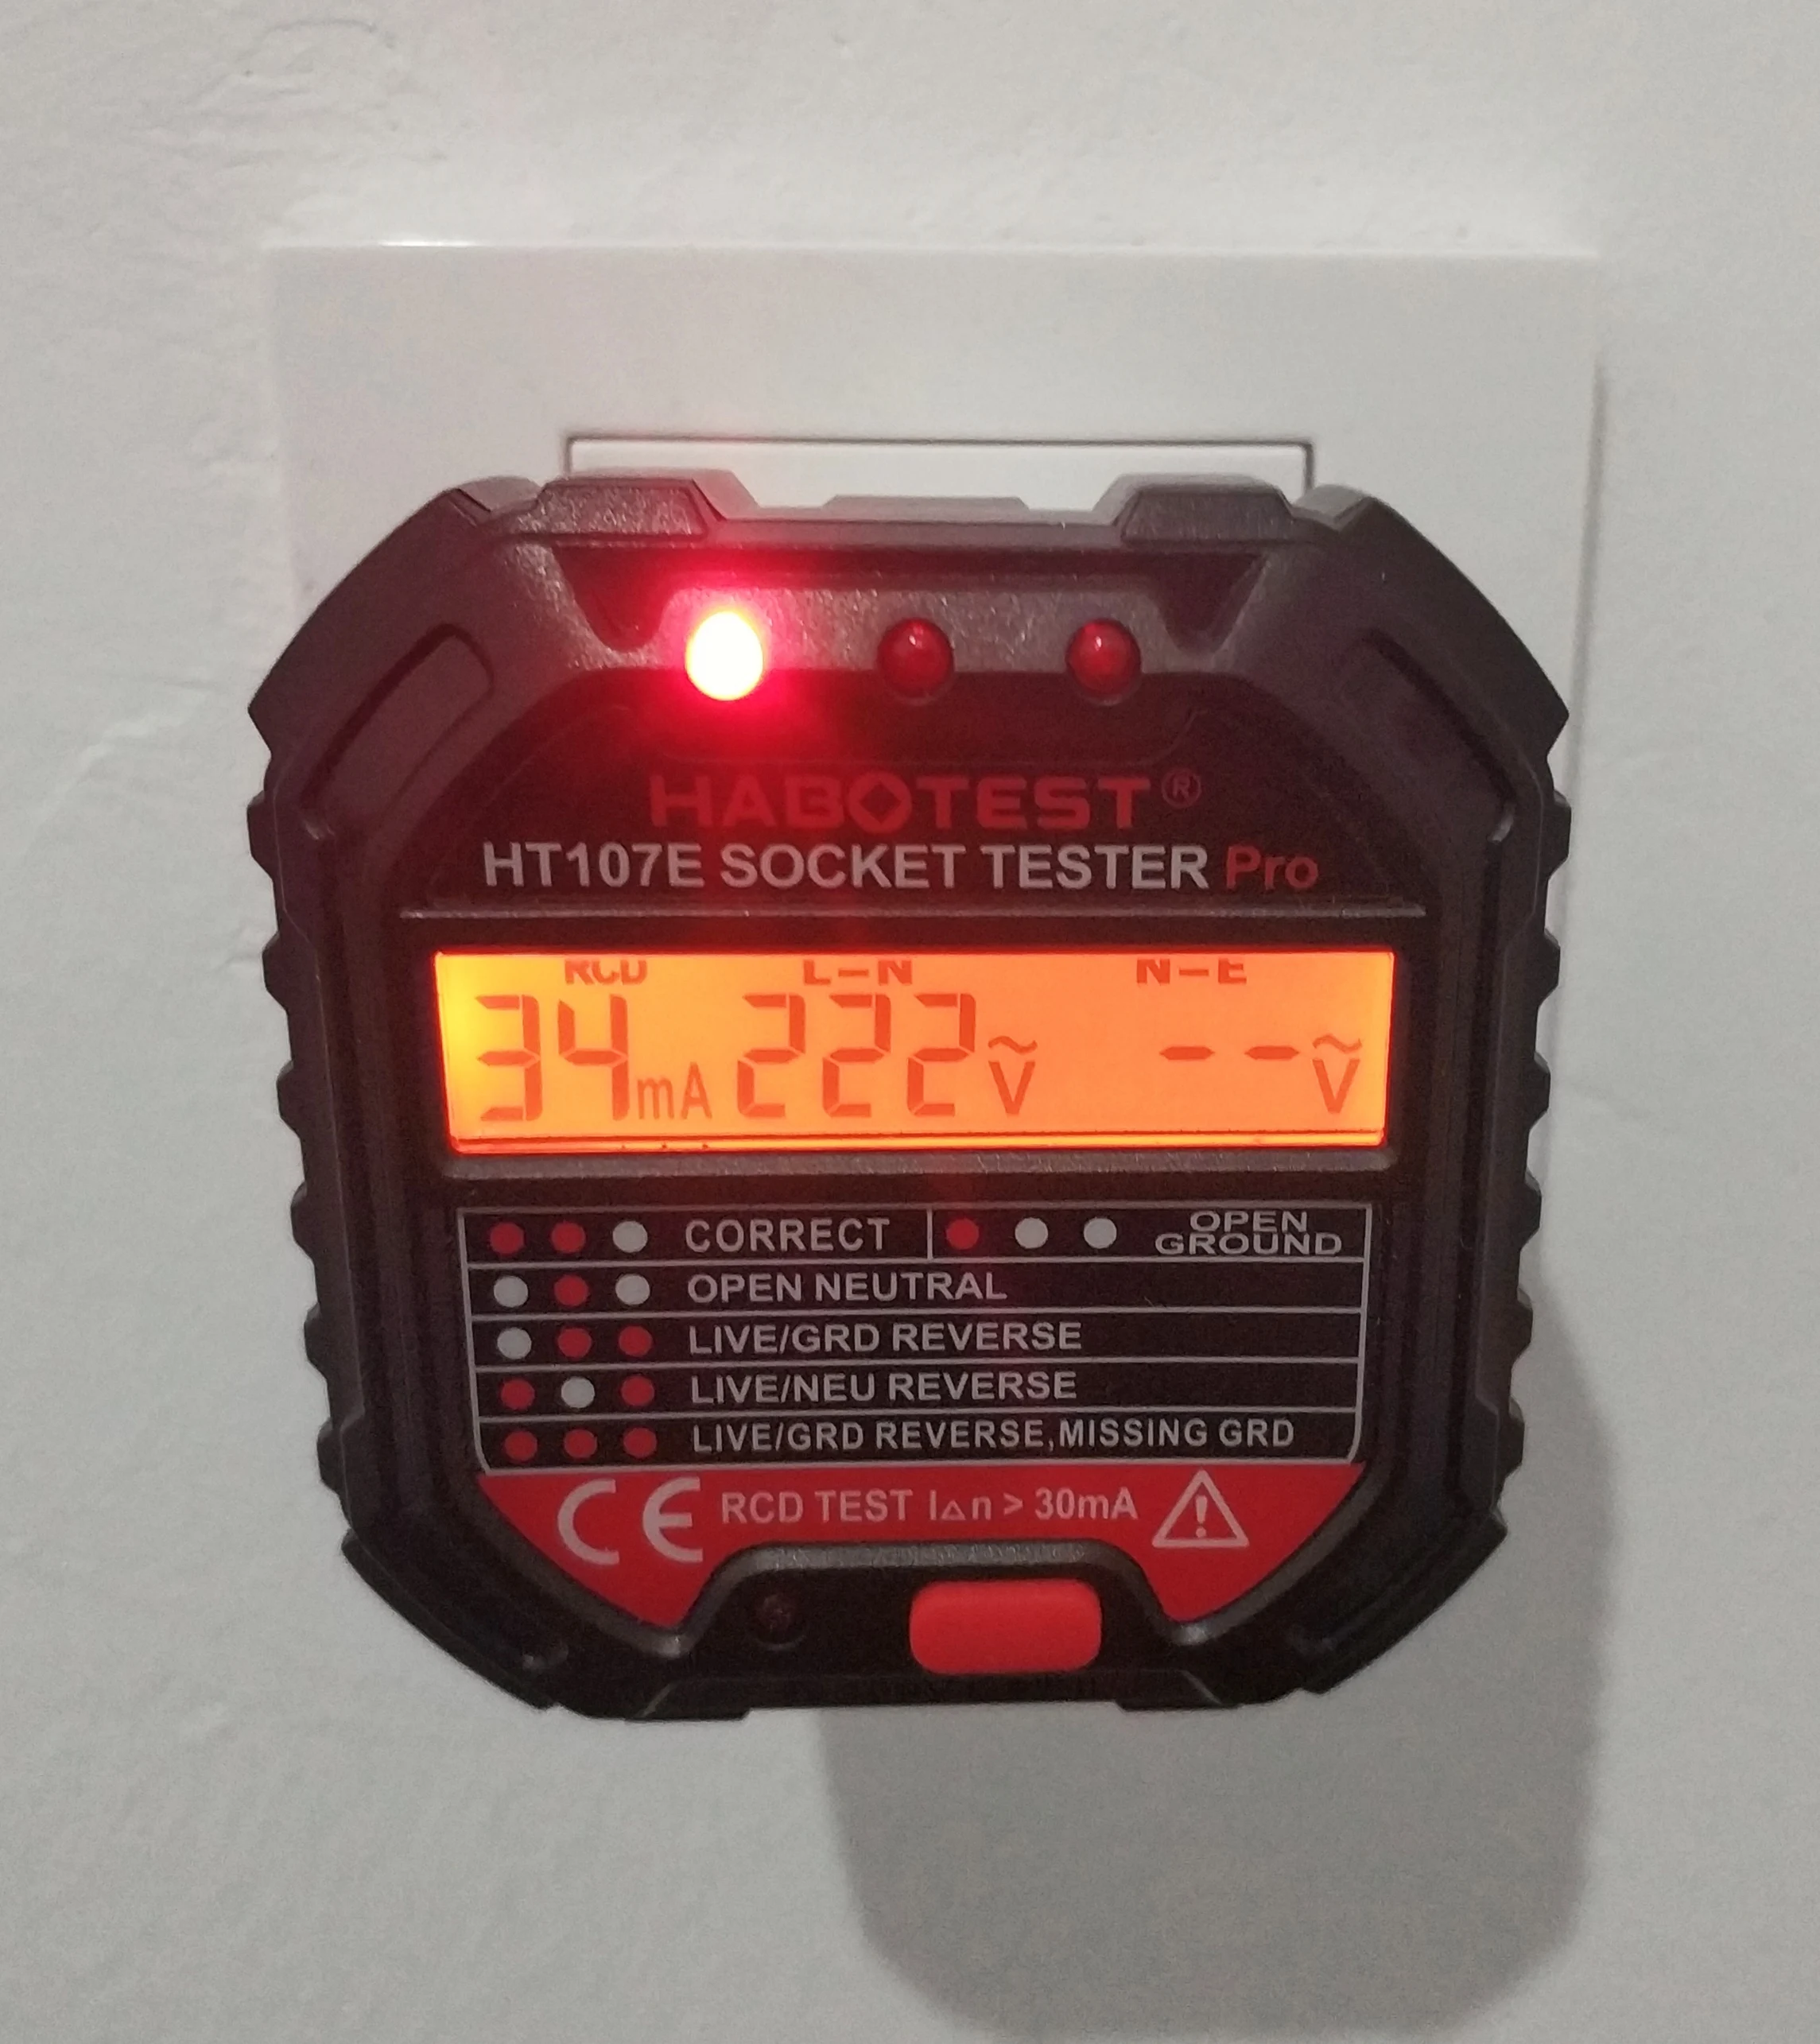 HABOTEST®
HT107E SOCKET TESTER Pro
RCD L–N N–E
34mA 222V~ --V~
CORRECT OPEN GROUND
OPEN NEUTRAL
LIVE/GRD REVERSE
LIVE/NEU REVERSE
LIVE/GRD REVERSE,MISSING GRD
CE RCD TEST I△n > 30mA